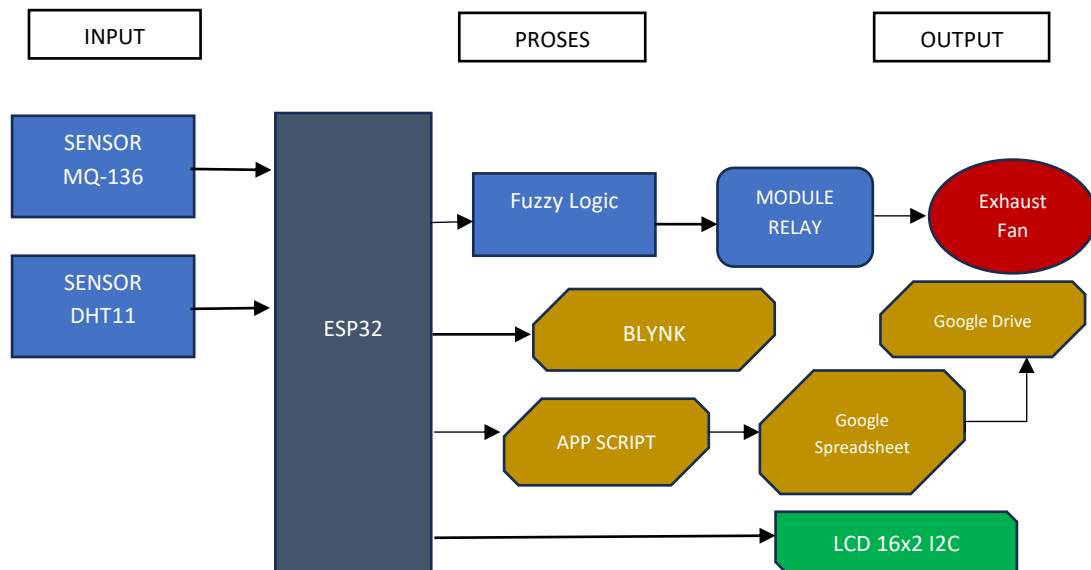 INPUT
PROSES
OUTPUT
SENSOR
MQ-136
SENSOR
DHT11
ESP32
Fuzzy Logic
MODULE
RELAY
Exhaust
Fan
BLYNK
Google Drive
APP SCRIPT
Google
Spreadsheet
LCD 16x2 I2C